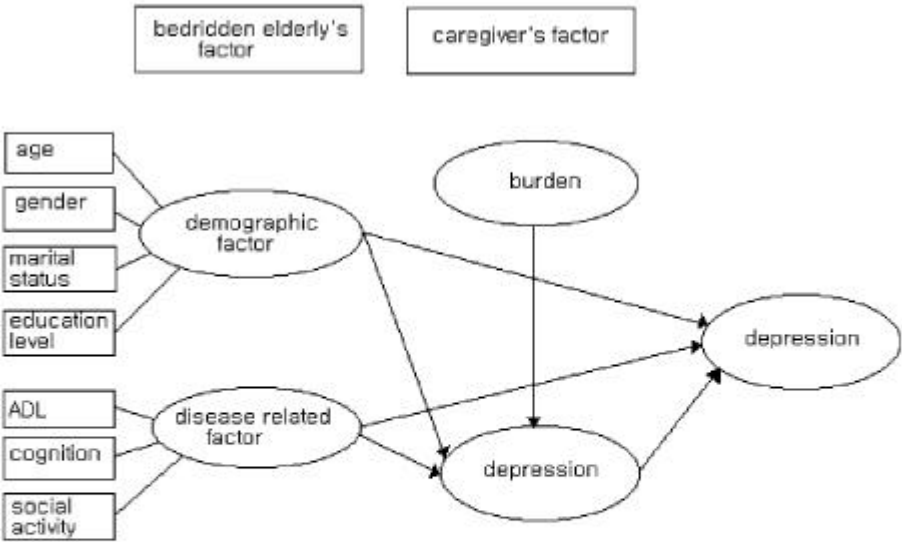 bedridden elderly's
factor
caregiver's factor
age
gender
marital
status
education
level
demographic
factor
burden
depression
ADL
cognition
social
activity
disease related
factor
depression